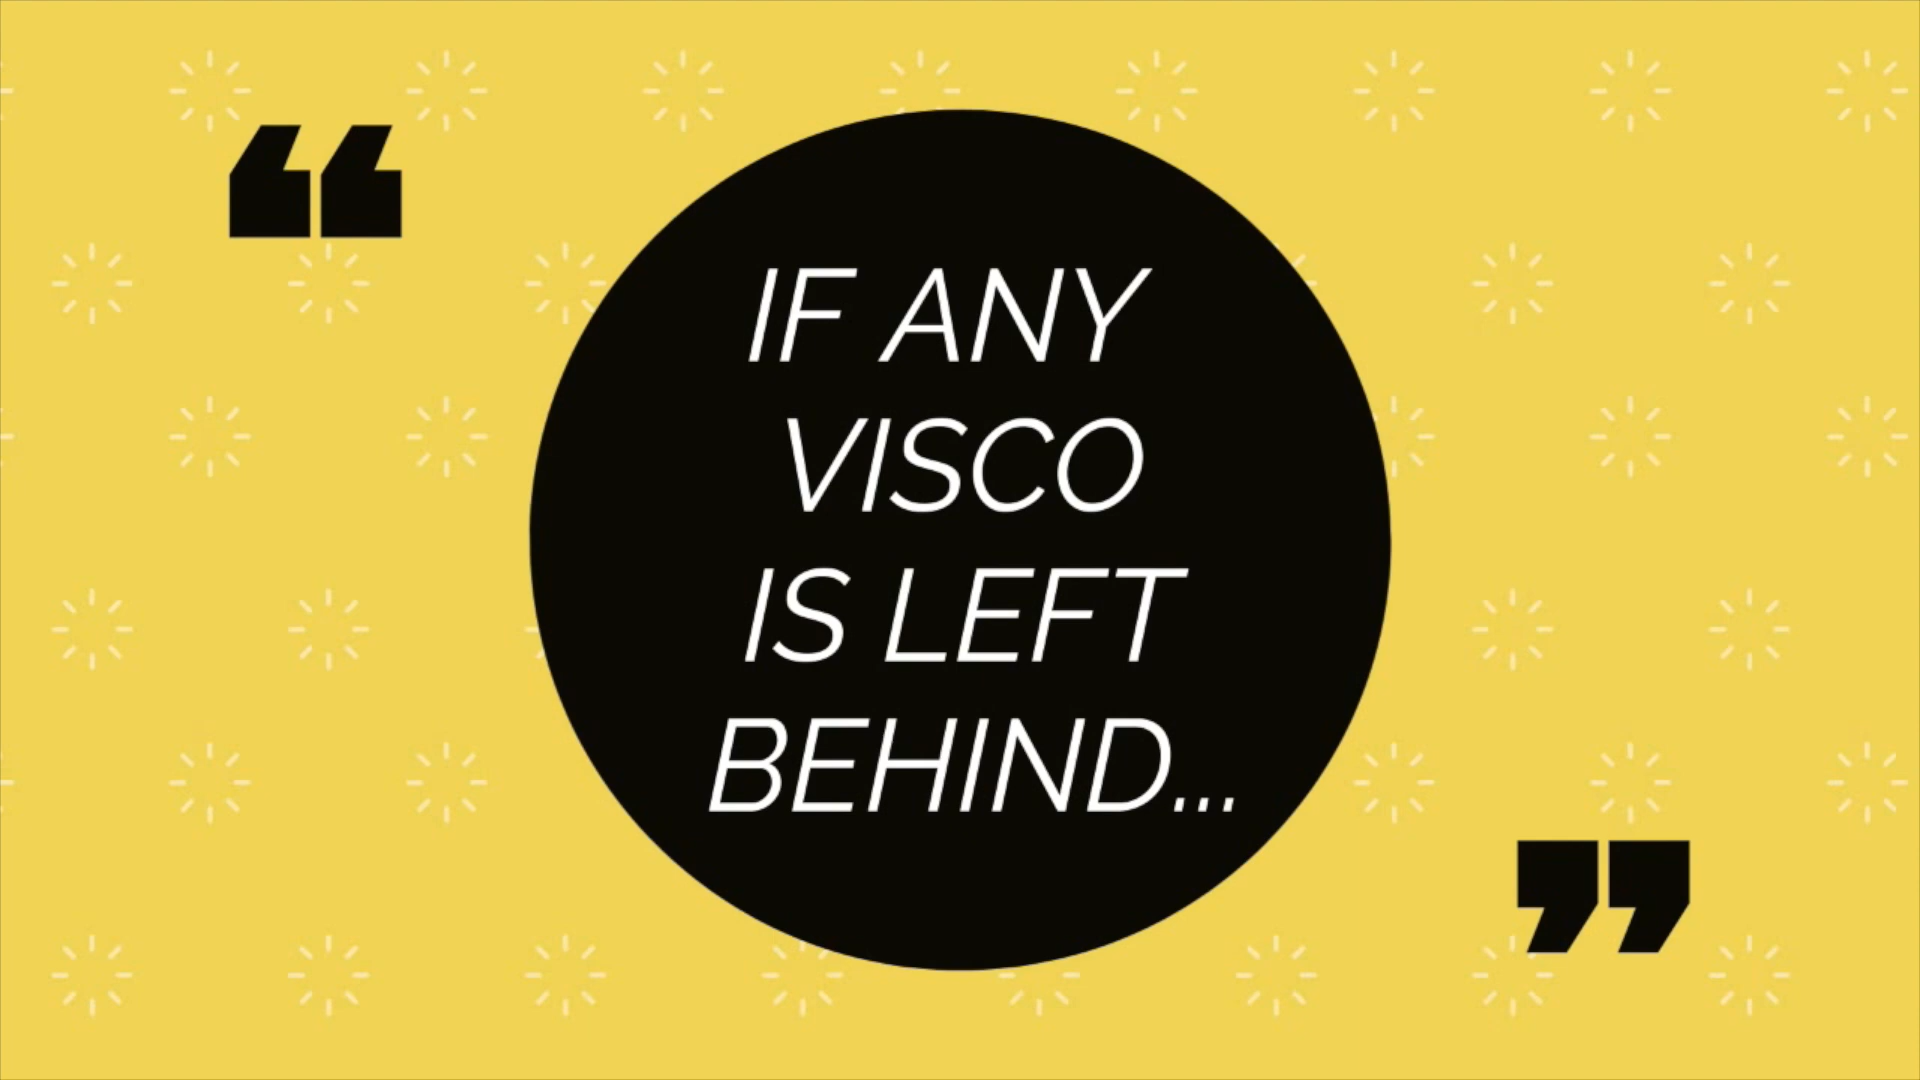 “
IF ANY
VISCO
IS LEFT
BEHIND...
”